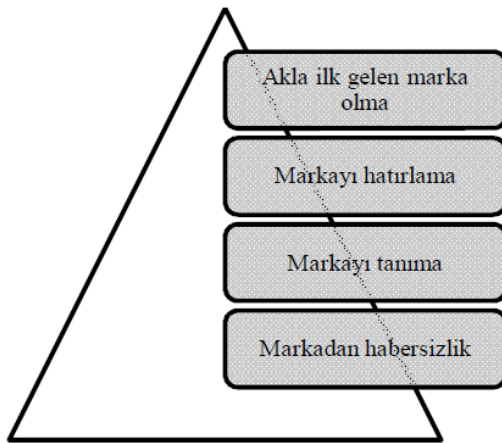 Akla ilk gelen marka
olma
Markayı hatırlama
Markayı tanıma
Markadan habersizlik